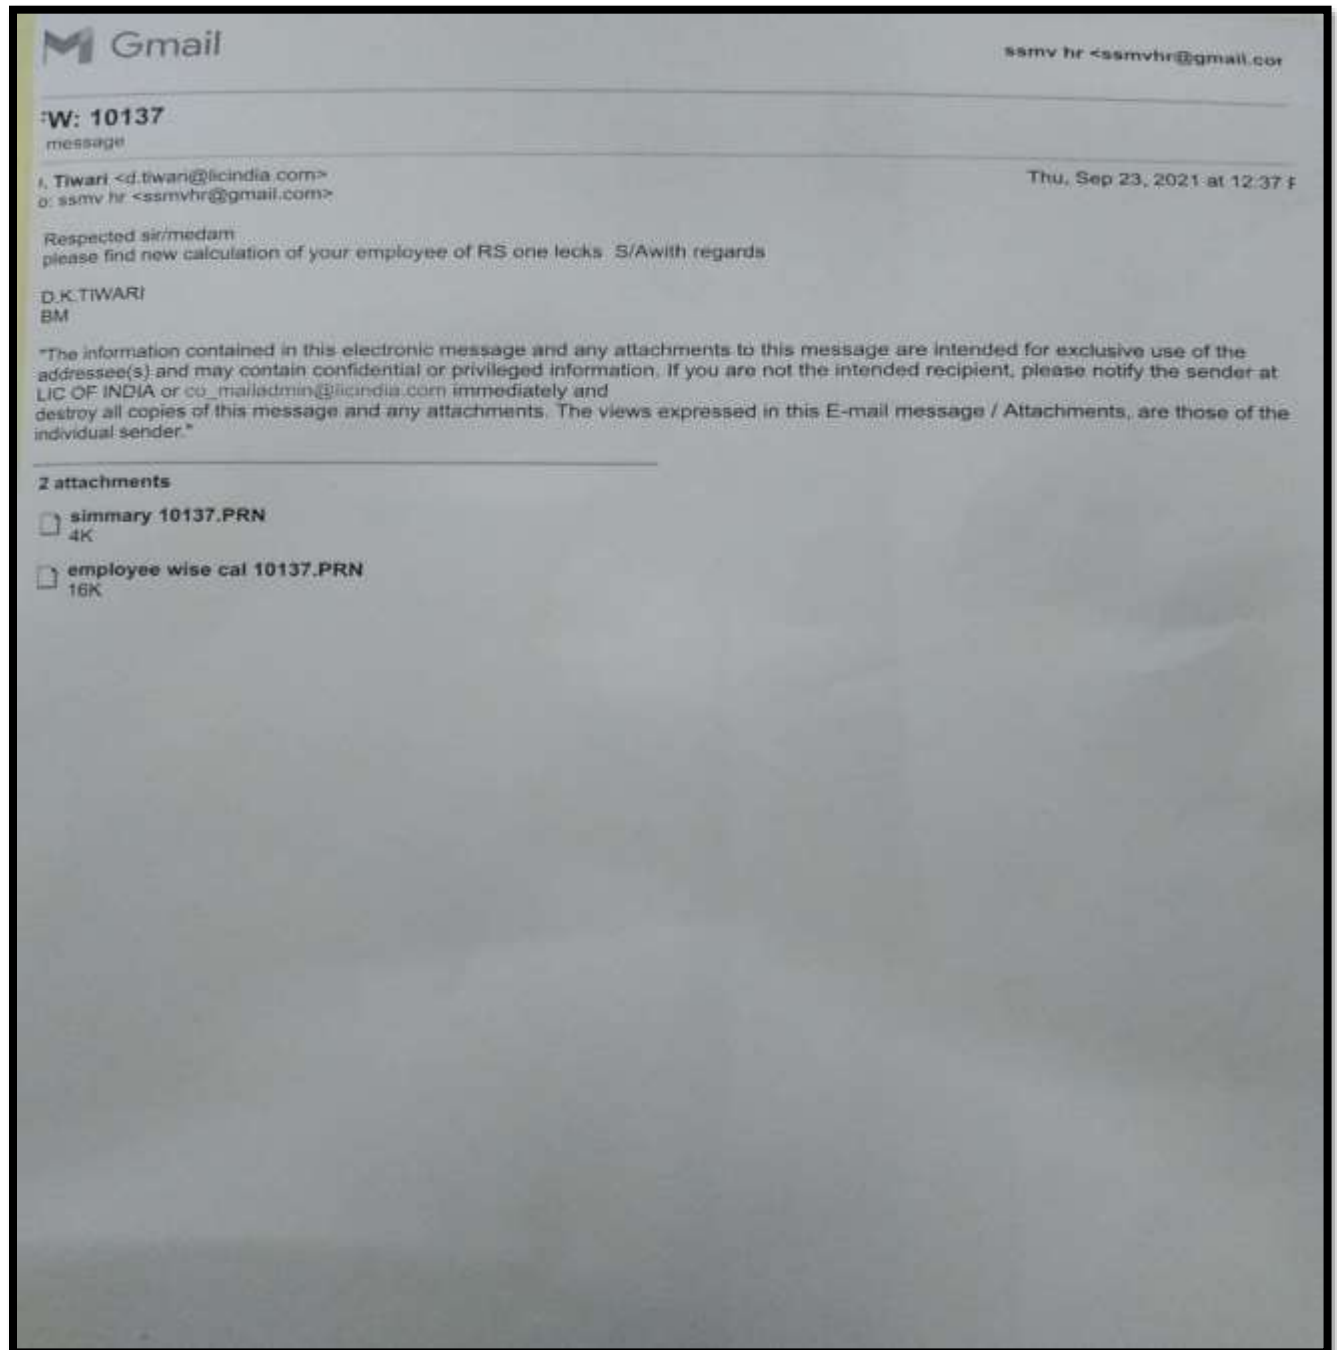 Gmail
ssmv hr <ssmvhr@gmail.cor
:W: 10137
message
. Tiwari <d.tiwari@licindia.com>
Thu, Sep 23, 2021 at 12:37 F
o: ssmv hr <ssmvhr@gmail.com>
Respected sir/medam
please find new calculation of your employee of RS one lecks S/Awith regards
D.K.TIWARI
BM
"The information contained in this electronic message and any attachments to this message are intended for exclusive use of the
addressee(s) and may contain confidential or privileged information. If you are not the intended recipient, please notify the sender at
LIC OF INDIA or co_mailadmin@licindia.com immediately and
destroy all copies of this message and any attachments. The views expressed in this E-mail message / Attachments, are those of the
individual sender."
2 attachments
simmary 10137.PRN
4K
employee wise cal 10137.PRN
16K